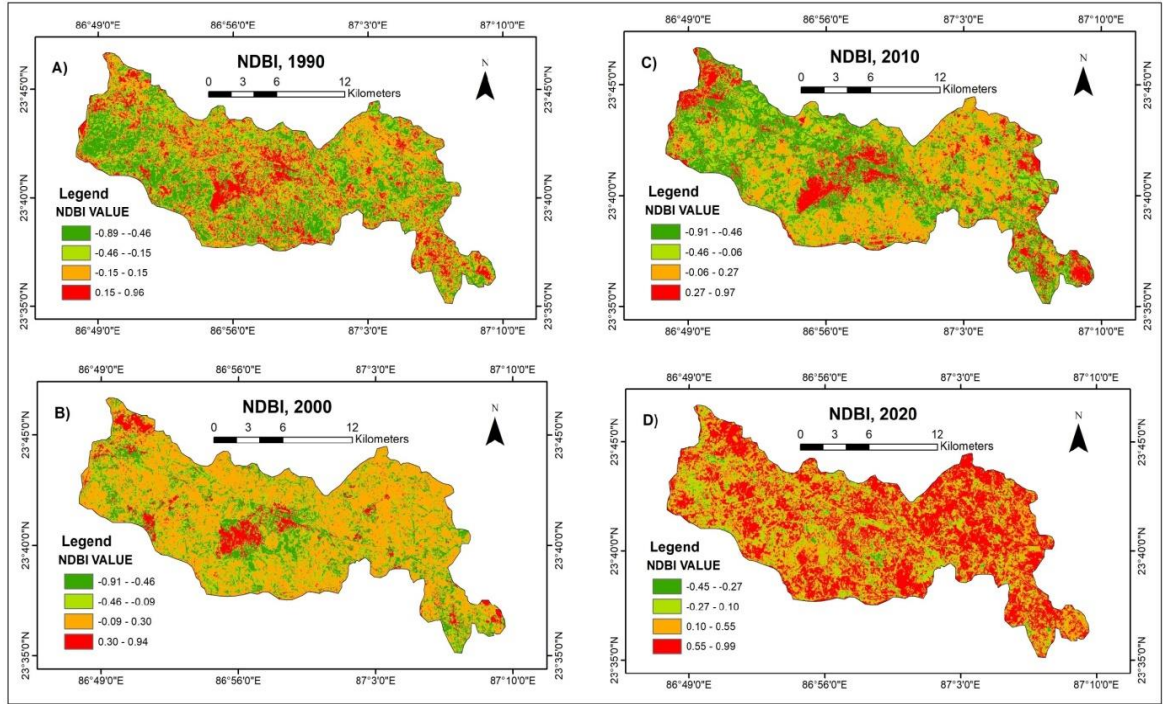 86°49'0"E 86°56'0"E 87°3'0"E 87°10'0"E
A)
NDBI, 1990
0 3 6 12
Kilometers
N
23°45'0"N 23°45'0"N
23°40'0"N 23°40'0"N
23°35'0"N 23°35'0"N
Legend
NDBI VALUE
-0.89 - -0.46
-0.46 - -0.15
-0.15 - 0.15
0.15 - 0.96
86°49'0"E 86°56'0"E 87°3'0"E 87°10'0"E
86°49'0"E 86°56'0"E 87°3'0"E 87°10'0"E
C)
NDBI, 2010
0 3 6 12
Kilometers
N
23°45'0"N 23°45'0"N
23°40'0"N 23°40'0"N
23°35'0"N 23°35'0"N
Legend
NDBI VALUE
-0.91 - -0.46
-0.46 - -0.06
-0.06 - 0.27
0.27 - 0.97
86°49'0"E 86°56'0"E 87°3'0"E 87°10'0"E
86°49'0"E 86°56'0"E 87°3'0"E 87°10'0"E
B)
NDBI, 2000
0 3 6 12
Kilometers
N
23°45'0"N 23°45'0"N
23°40'0"N 23°40'0"N
23°35'0"N 23°35'0"N
Legend
NDBI VALUE
-0.91 - -0.46
-0.46 - -0.09
-0.09 - 0.30
0.30 - 0.94
86°49'0"E 86°56'0"E 87°3'0"E 87°10'0"E
86°49'0"E 86°56'0"E 87°3'0"E 87°10'0"E
D)
NDBI, 2020
0 3 6 12
Kilometers
N
23°45'0"N 23°45'0"N
23°40'0"N 23°40'0"N
23°35'0"N 23°35'0"N
Legend
NDBI VALUE
-0.45 - -0.27
-0.27 - 0.10
0.10 - 0.55
0.55 - 0.99
86°49'0"E 86°56'0"E 87°3'0"E 87°10'0"E